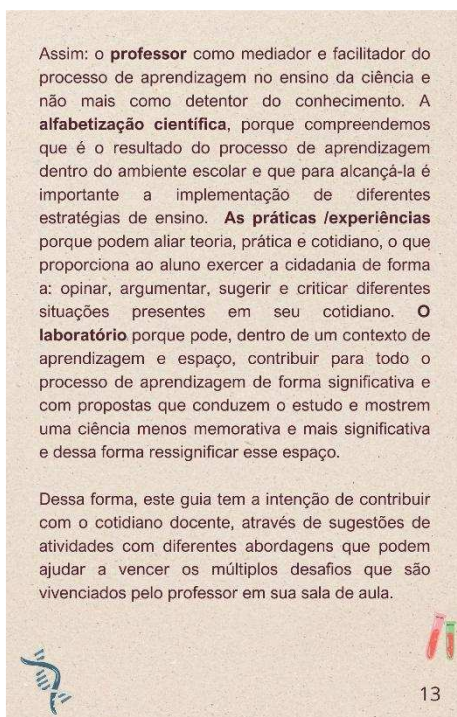 Assim: o professor como mediador e facilitador do
processo de aprendizagem no ensino da ciência e
não mais como detentor do conhecimento. A
alfabetização científica, porque compreendemos
que é o resultado do processo de aprendizagem
dentro do ambiente escolar e que para alcançá-la é
importante a implementação de diferentes
estratégias de ensino. As práticas /experiências
porque podem aliar teoria, prática e cotidiano, o que
proporciona ao aluno exercer a cidadania de forma
a: opinar, argumentar, sugerir e criticar diferentes
situações presentes em seu cotidiano. O
laboratório porque pode, dentro de um contexto de
aprendizagem e espaço, contribuir para todo o
processo de aprendizagem de forma significativa e
com propostas que conduzem o estudo e mostrem
uma ciência menos memorativa e mais significativa
e dessa forma ressignificar esse espaço.
Dessa forma, este guia tem a intenção de contribuir
com o cotidiano docente, através de sugestões de
atividades com diferentes abordagens que podem
ajudar a vencer os múltiplos desafios que são
vivenciados pelo professor em sua sala de aula.
13